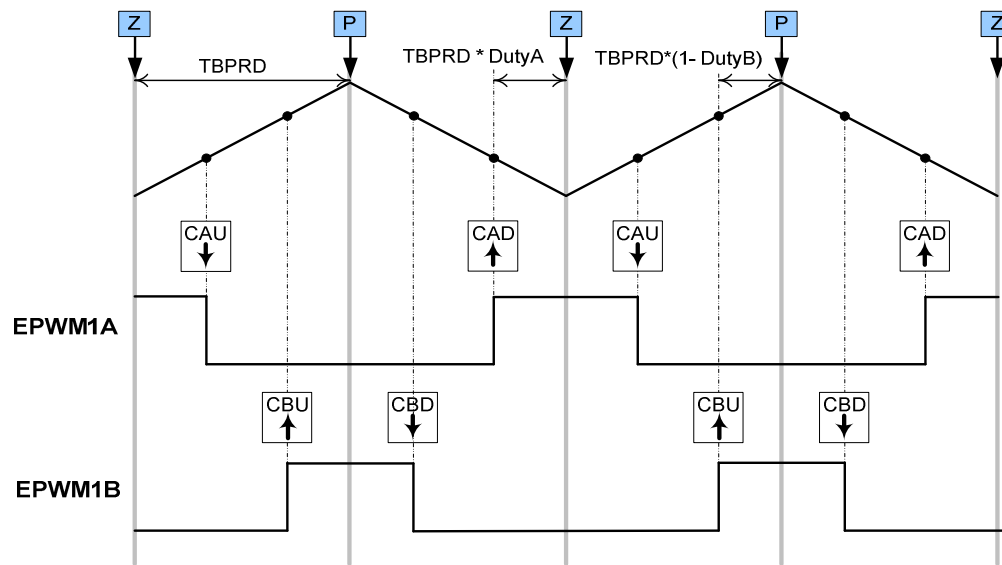 Z P Z P Z
TBPRD TBPRD * DutyA TBPRD*(1- DutyB)
CAU CAD CAU CAD
EPWM1A
CBU CBD CBU CBD
EPWM1B